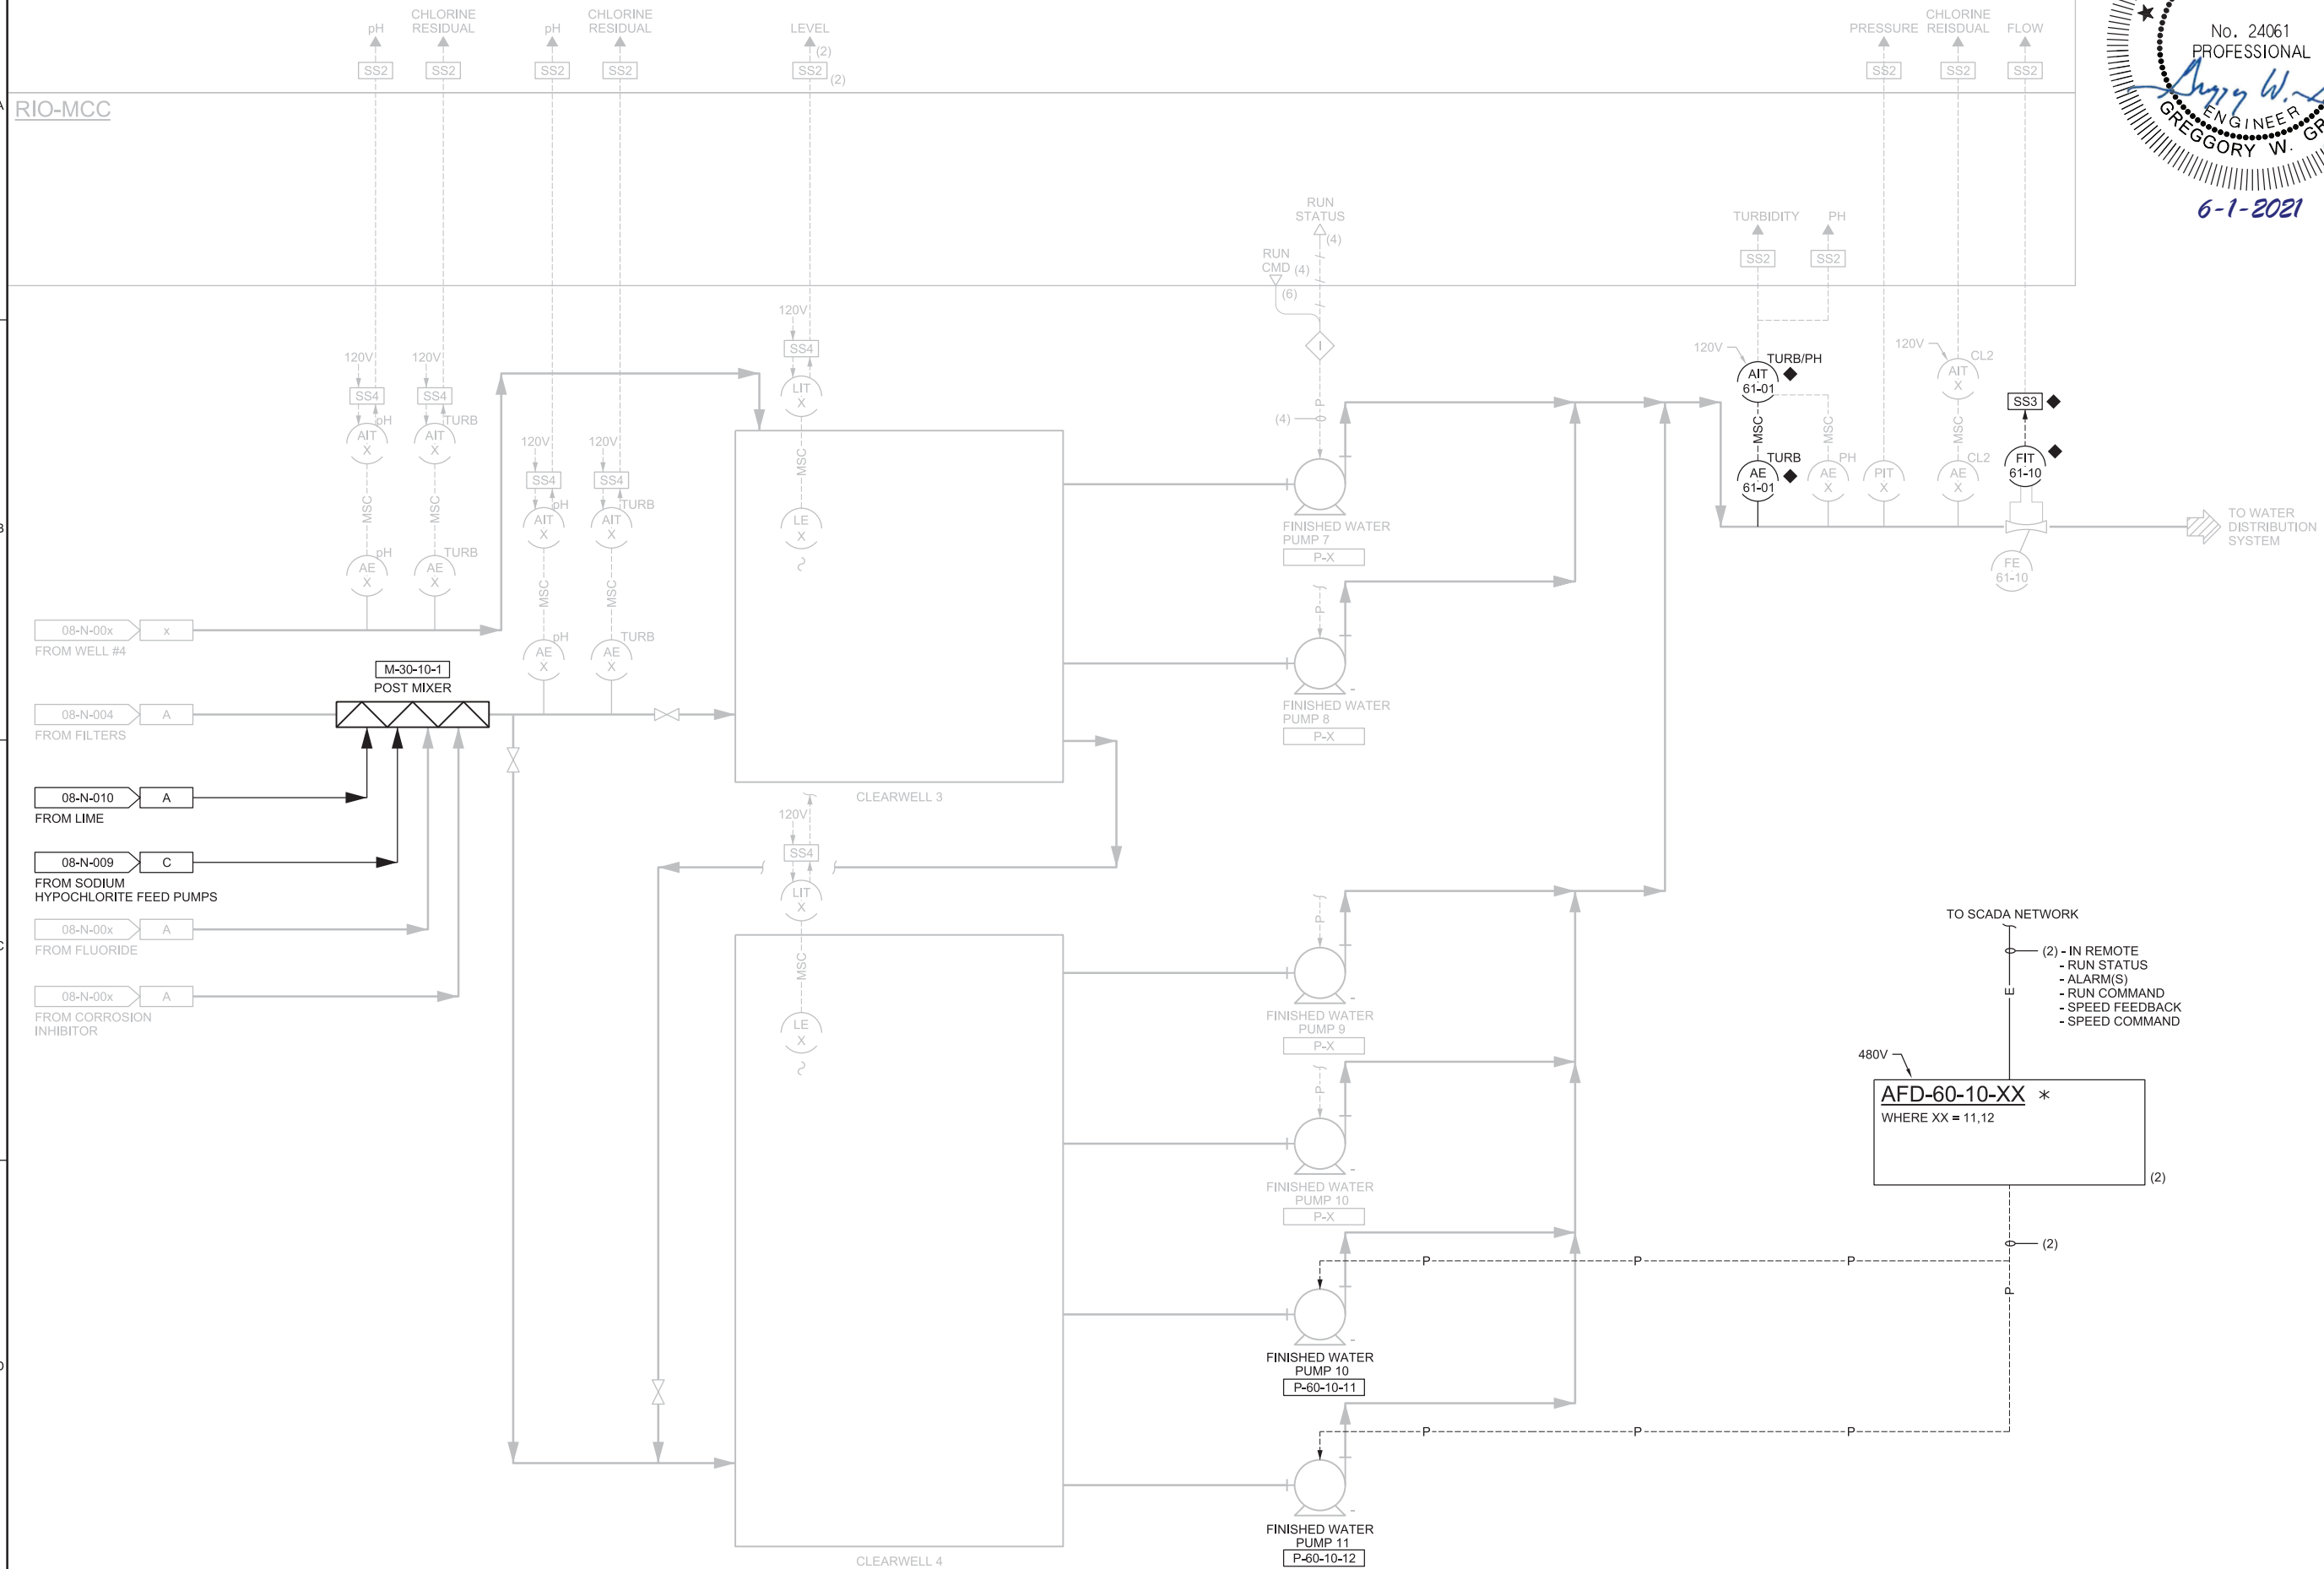 pH
CHLORINE
RESIDUAL
pH
CHLORINE
RESIDUAL
LEVEL
(2)
PRESSURE
CHLORINE
REISDUAL
FLOW
SS2
SS2
SS2
SS2
SS2
(2)
SS2
SS2
SS2
No. 24061
PROFESSIONAL
ENGINEER
GREGGORY W.
6-1-2021
A
RIO-MCC
RUN
STATUS
(4)
RUN
CMD (4)
(6)
TURBIDITY
PH
SS2
SS2
120V
SS4
pH
AIT
X
MSC
pH
AE
X
120V
SS4
TURB
AIT
X
MSC
TURB
AE
X
120V
SS4
pH
AIT
X
MSC
pH
AE
X
120V
SS4
TURB
AIT
X
MSC
TURB
AE
X
120V
SS4
LIT
X
MSC
LE
X
I
P
(4)
FINISHED WATER
PUMP 7
P-X
120V
TURB/PH
AIT
61-01
MSC
TURB
AE
61-01
MSC
PH
AE
X
PIT
X
120V
CL2
AIT
X
MSC
CL2
AE
X
SS3
FIT
61-10
FE
61-10
TO WATER
DISTRIBUTION
SYSTEM
B
08-N-00x
x
FROM WELL #4
M-30-10-1
POST MIXER
08-N-004
A
FROM FILTERS
P
FINISHED WATER
PUMP 8
P-X
08-N-010
A
FROM LIME
CLEARWELL 3
08-N-009
C
FROM SODIUM
HYPOCHLORITE FEED PUMPS
120V
SS4
LIT
X
MSC
LE
X
08-N-00x
A
FROM FLUORIDE
C
08-N-00x
A
FROM CORROSION
INHIBITOR
P
FINISHED WATER
PUMP 9
P-X
TO SCADA NETWORK
(2) - IN REMOTE
- RUN STATUS
- ALARM(S)
- RUN COMMAND
- SPEED FEEDBACK
- SPEED COMMAND
E
480V
AFD-60-10-XX *
WHERE XX = 11,12
(2)
P
FINISHED WATER
PUMP 10
P-X
(2)
P
P
P
P
D
FINISHED WATER
PUMP 10
P-60-10-11
P
P
P
FINISHED WATER
PUMP 11
P-60-10-12
CLEARWELL 4